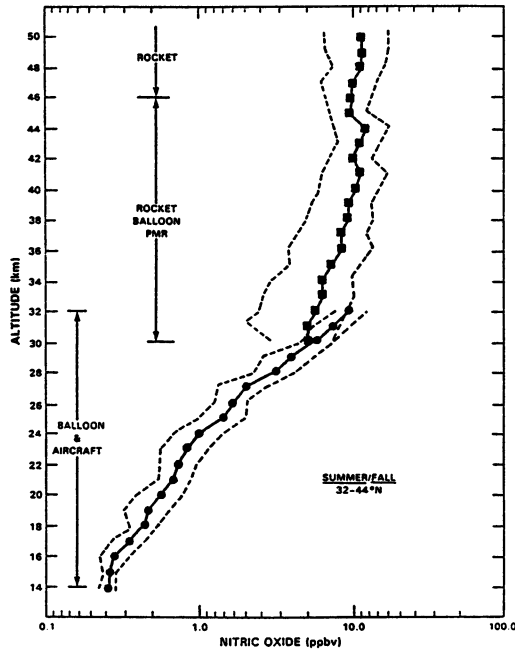 50
48
46
44
42
40
38
36
34
32
30
28
26
24
22
20
18
16
14
ALTITUDE (km)
ROCKET
ROCKET
BALLOON
PMR
BALLOON
&
AIRCRAFT
SUMMER/FALL
32-44°N
0.1
1.0
10.0
100.0
NITRIC OXIDE (ppbv)